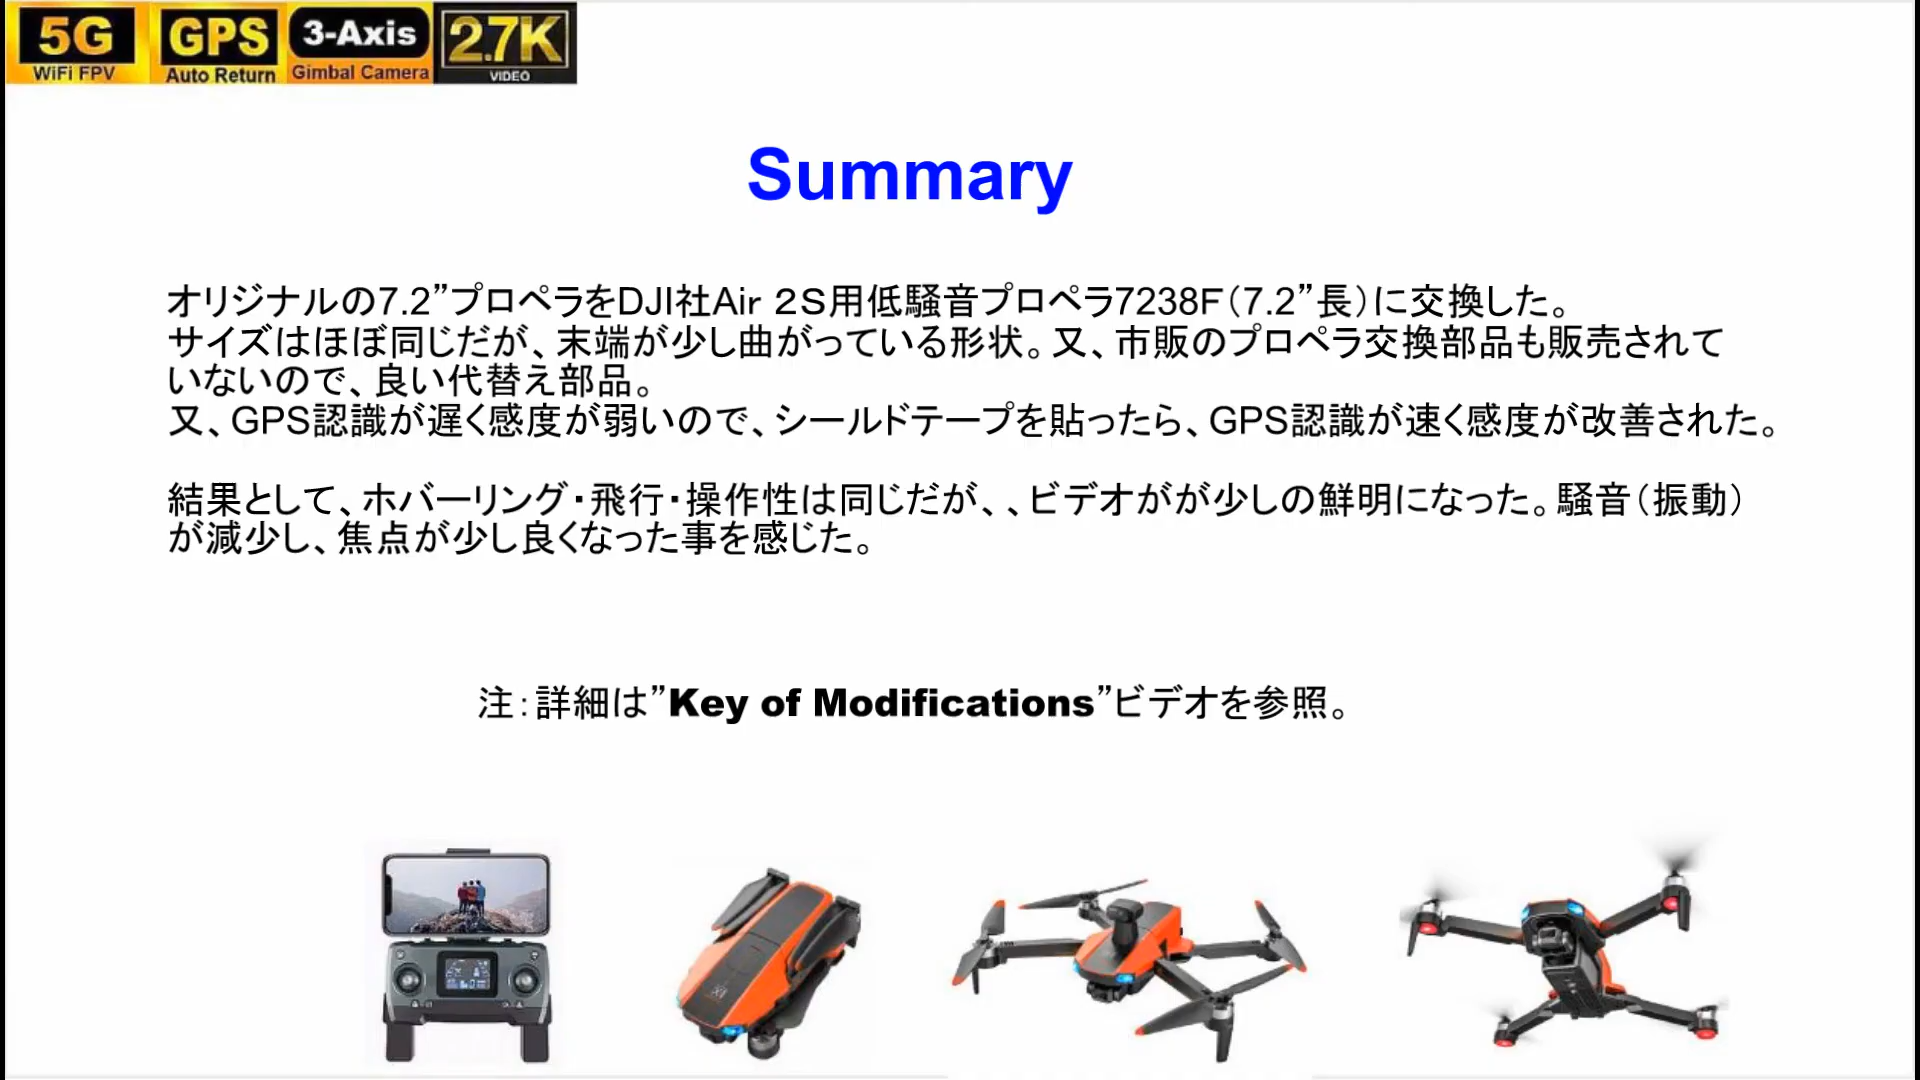 5G
WiFi FPV
GPS
Auto Return
3-Axis
Gimbal Camera
2.7K
VIDEO
Summary
オリジナルの7.2”プロペラをDJI社Air ２S用低騒音プロペラ7238F（7.2”長）に交換した。
サイズはほぼ同じだが、末端が少し曲がっている形状。又、市販のプロペラ交換部品も販売されて
いないので、良い代替え部品。
又、GPS認識が遅く感度が弱いので、シールドテープを貼ったら、GPS認識が速く感度が改善された。
結果として、ホバーリング・飛行・操作性は同じだが、、ビデオがが少しの鮮明になった。騒音（振動）
が減少し、焦点が少し良くなった事を感じた。
注：詳細は”Key of Modifications”ビデオを参照。